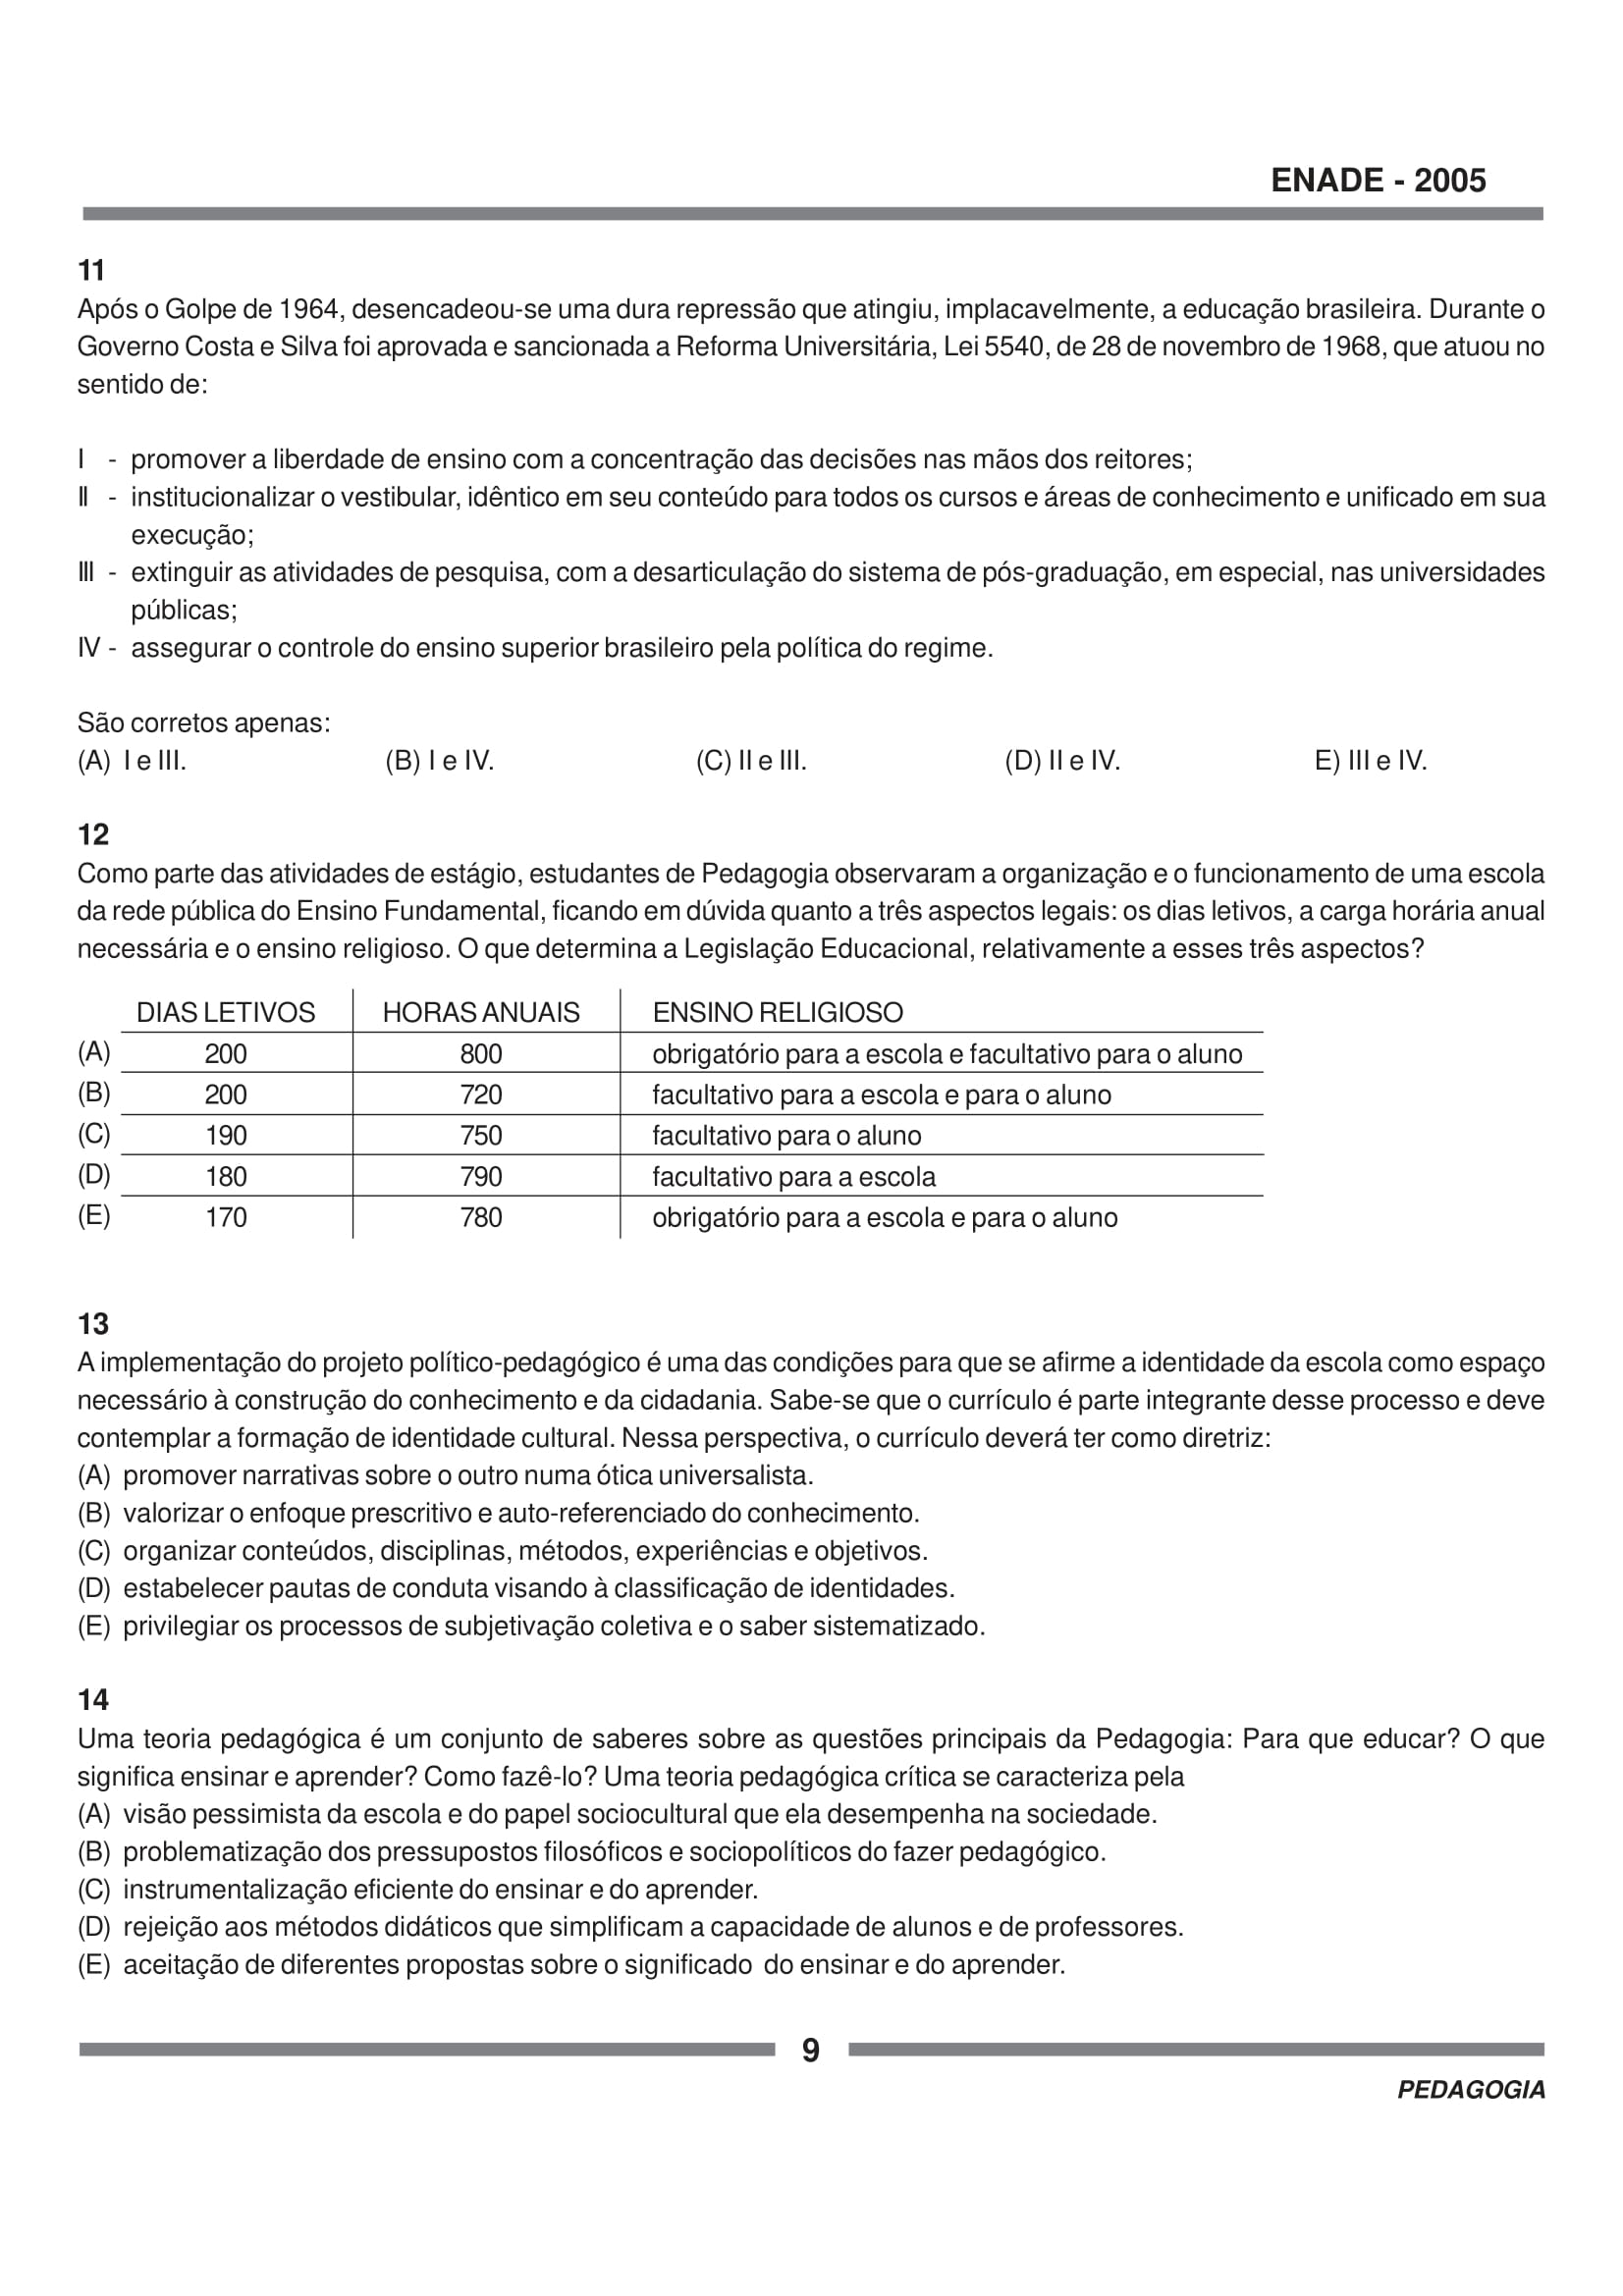 ENADE - 2005
11
Após o Golpe de 1964, desencadeou-se uma dura repressão que atingiu, implacavelmente, a educação brasileira. Durante o
Governo Costa e Silva foi aprovada e sancionada a Reforma Universitária, Lei 5540, de 28 de novembro de 1968, que atuou no
sentido de:
I - promover a liberdade de ensino com a concentração das decisões nas mãos dos reitores;
II - institucionalizar o vestibular, idêntico em seu conteúdo para todos os cursos e áreas de conhecimento e unificado em sua
execução;
III - extinguir as atividades de pesquisa, com a desarticulação do sistema de pós-graduação, em especial, nas universidades
públicas;
IV - assegurar o controle do ensino superior brasileiro pela política do regime.
São corretos apenas:
(A) I e III. (B) I e IV. (C) II e III. (D) II e IV. E) III e IV.
12
Como parte das atividades de estágio, estudantes de Pedagogia observaram a organização e o funcionamento de uma escola
da rede pública do Ensino Fundamental, ficando em dúvida quanto a três aspectos legais: os dias letivos, a carga horária anual
necessária e o ensino religioso. O que determina a Legislação Educacional, relativamente a esses três aspectos?
DIAS LETIVOS HORAS ANUAIS ENSINO RELIGIOSO
(A) 200 800 obrigatório para a escola e facultativo para o aluno
(B) 200 720 facultativo para a escola e para o aluno
(C) 190 750 facultativo para o aluno
(D) 180 790 facultativo para a escola
(E) 170 780 obrigatório para a escola e para o aluno
13
A implementação do projeto político-pedagógico é uma das condições para que se afirme a identidade da escola como espaço
necessário à construção do conhecimento e da cidadania. Sabe-se que o currículo é parte integrante desse processo e deve
contemplar a formação de identidade cultural. Nessa perspectiva, o currículo deverá ter como diretriz:
(A) promover narrativas sobre o outro numa ótica universalista.
(B) valorizar o enfoque prescritivo e auto-referenciado do conhecimento.
(C) organizar conteúdos, disciplinas, métodos, experiências e objetivos.
(D) estabelecer pautas de conduta visando à classificação de identidades.
(E) privilegiar os processos de subjetivação coletiva e o saber sistematizado.
14
Uma teoria pedagógica é um conjunto de saberes sobre as questões principais da Pedagogia: Para que educar? O que
significa ensinar e aprender? Como fazê-lo? Uma teoria pedagógica crítica se caracteriza pela
(A) visão pessimista da escola e do papel sociocultural que ela desempenha na sociedade.
(B) problematização dos pressupostos filosóficos e sociopolíticos do fazer pedagógico.
(C) instrumentalização eficiente do ensinar e do aprender.
(D) rejeição aos métodos didáticos que simplificam a capacidade de alunos e de professores.
(E) aceitação de diferentes propostas sobre o significado do ensinar e do aprender.
9
PEDAGOGIA